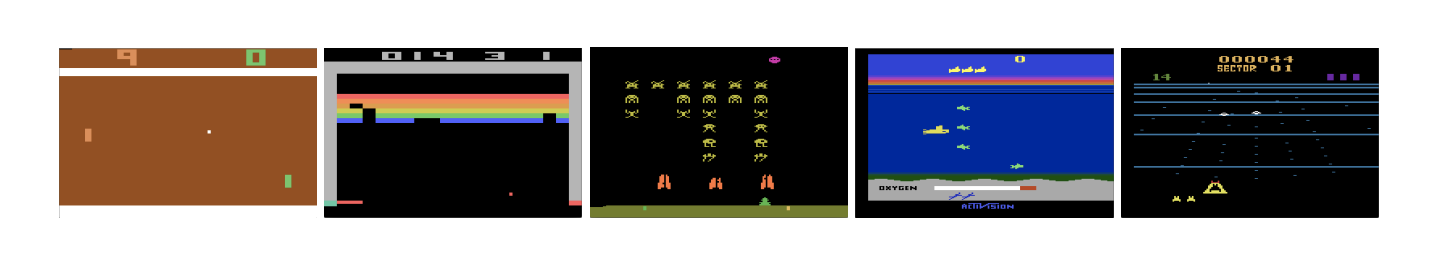 9 0
014 3 1
0
OXYGEN
ACTIVISION
000044
SECTOR 01
14